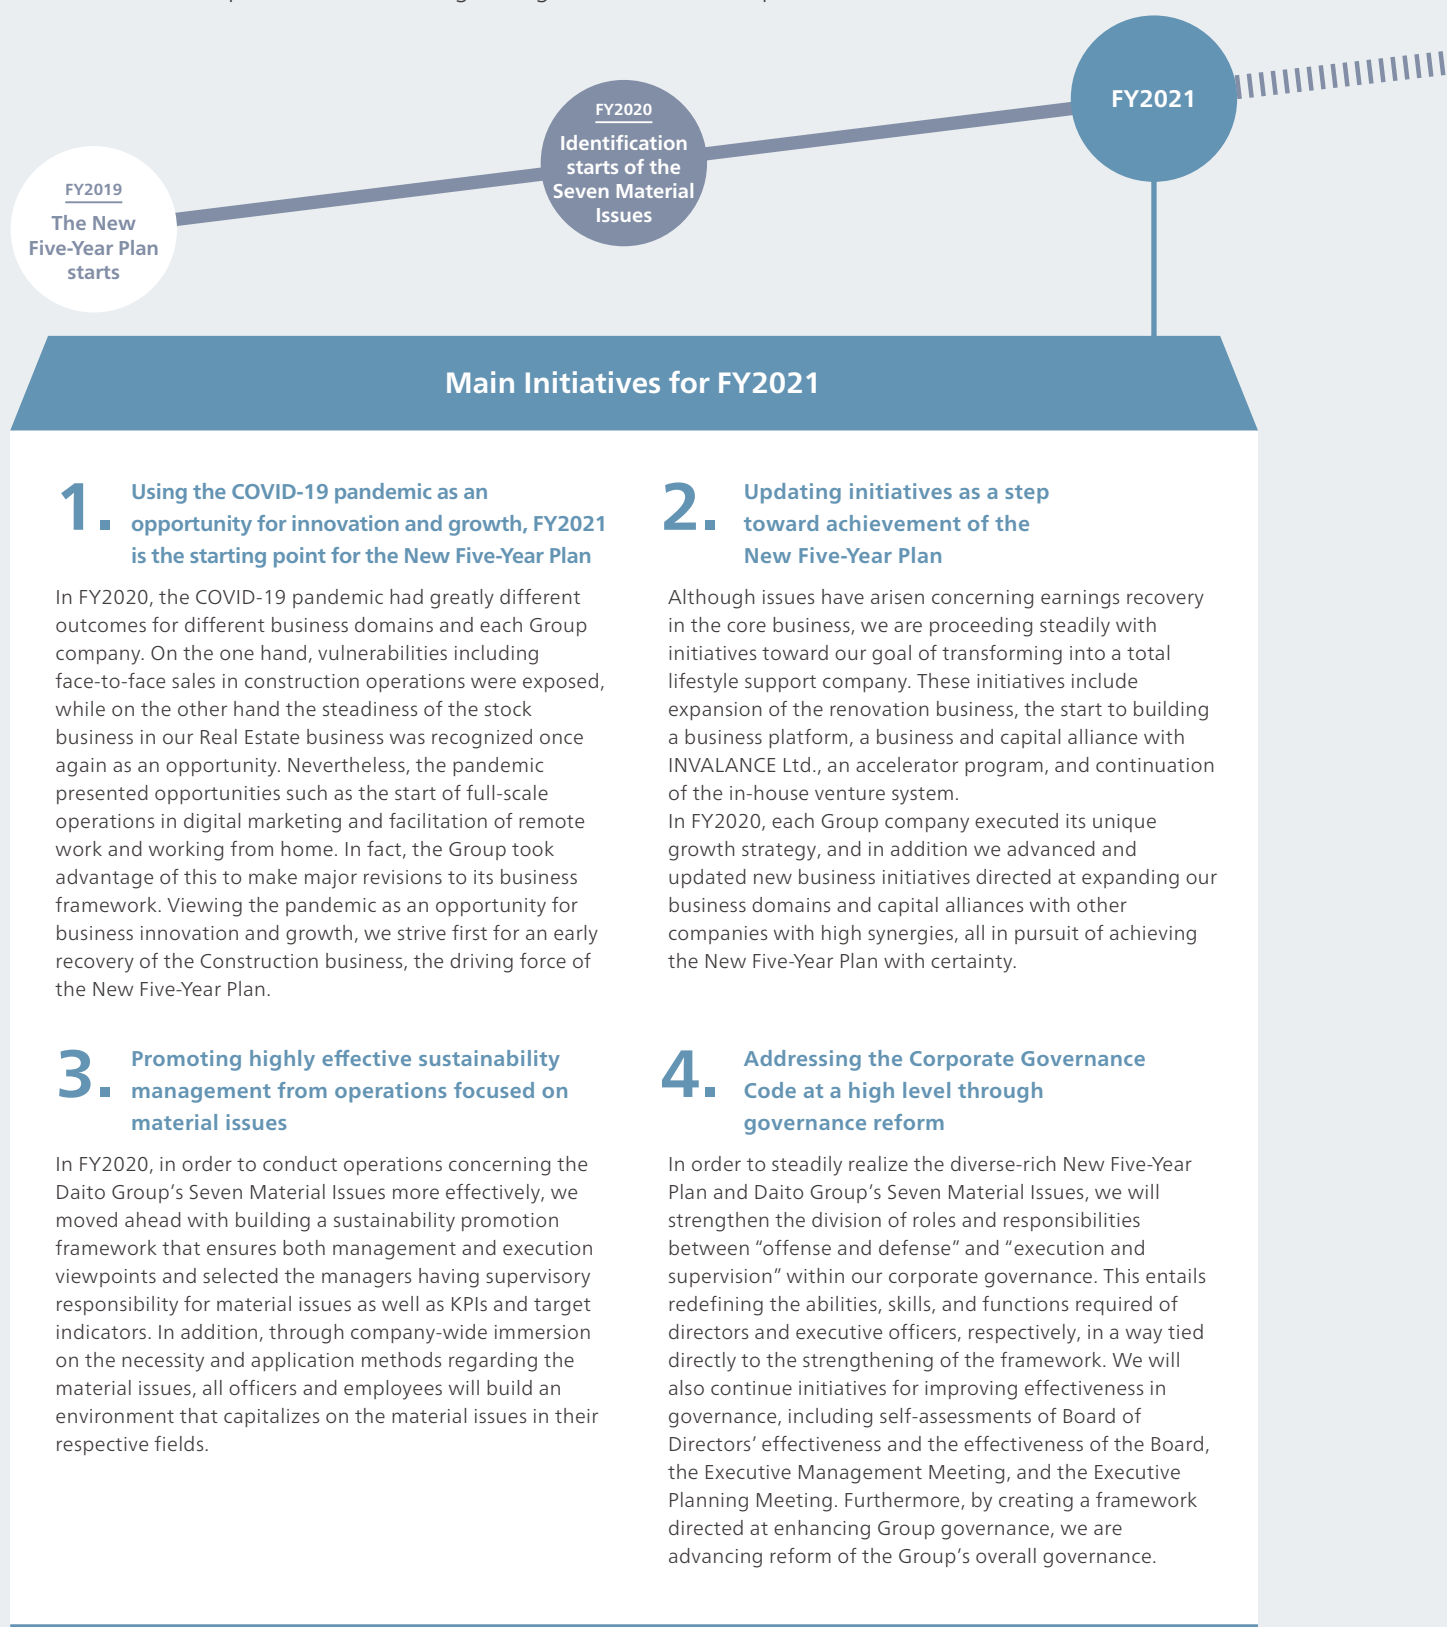 FY2021
FY2020
Identification
starts of the
Seven Material
Issues
FY2019
The New
Five-Year Plan
starts
Main Initiatives for FY2021
1. Using the COVID-19 pandemic as an
opportunity for innovation and growth, FY2021
is the starting point for the New Five-Year Plan
In FY2020, the COVID-19 pandemic had greatly different
outcomes for different business domains and each Group
company. On the one hand, vulnerabilities including
face-to-face sales in construction operations were exposed,
while on the other hand the steadiness of the stock
business in our Real Estate business was recognized once
again as an opportunity. Nevertheless, the pandemic
presented opportunities such as the start of full-scale
operations in digital marketing and facilitation of remote
work and working from home. In fact, the Group took
advantage of this to make major revisions to its business
framework. Viewing the pandemic as an opportunity for
business innovation and growth, we strive first for an early
recovery of the Construction business, the driving force of
the New Five-Year Plan.
2. Updating initiatives as a step
toward achievement of the
New Five-Year Plan
Although issues have arisen concerning earnings recovery
in the core business, we are proceeding steadily with
initiatives toward our goal of transforming into a total
lifestyle support company. These initiatives include
expansion of the renovation business, the start to building
a business platform, a business and capital alliance with
INVALANCE Ltd., an accelerator program, and continuation
of the in-house venture system.
In FY2020, each Group company executed its unique
growth strategy, and in addition we advanced and
updated new business initiatives directed at expanding our
business domains and capital alliances with other
companies with high synergies, all in pursuit of achieving
the New Five-Year Plan with certainty.
3. Promoting highly effective sustainability
management from operations focused on
material issues
In FY2020, in order to conduct operations concerning the
Daito Group's Seven Material Issues more effectively, we
moved ahead with building a sustainability promotion
framework that ensures both management and execution
viewpoints and selected the managers having supervisory
responsibility for material issues as well as KPIs and target
indicators. In addition, through company-wide immersion
on the necessity and application methods regarding the
material issues, all officers and employees will build an
environment that capitalizes on the material issues in their
respective fields.
4. Addressing the Corporate Governance
Code at a high level through
governance reform
In order to steadily realize the diverse-rich New Five-Year
Plan and Daito Group's Seven Material Issues, we will
strengthen the division of roles and responsibilities
between “offense and defense” and “execution and
supervision” within our corporate governance. This entails
redefining the abilities, skills, and functions required of
directors and executive officers, respectively, in a way tied
directly to the strengthening of the framework. We will
also continue initiatives for improving effectiveness in
governance, including self-assessments of Board of
Directors’ effectiveness and the effectiveness of the Board,
the Executive Management Meeting, and the Executive
Planning Meeting. Furthermore, by creating a framework
directed at enhancing Group governance, we are
advancing reform of the Group’s overall governance.